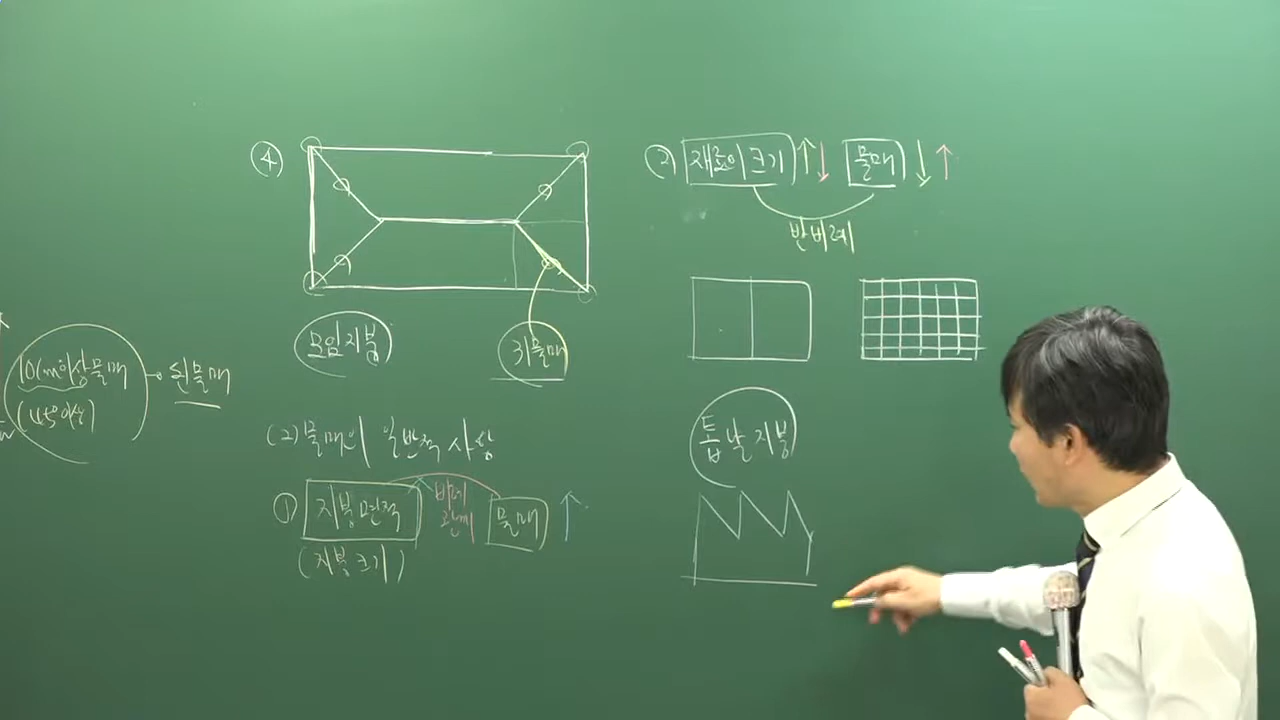 ④
모임지붕
귀물매
10cm이상물매
(45°이상)
된물매
(2) 물매의 일반적 사항
① 지붕면적 비례관계 물매 ↑
(지붕크기)
② 재료의 크기 ↑↓ 물매 ↓↑
반비례
톱날지붕